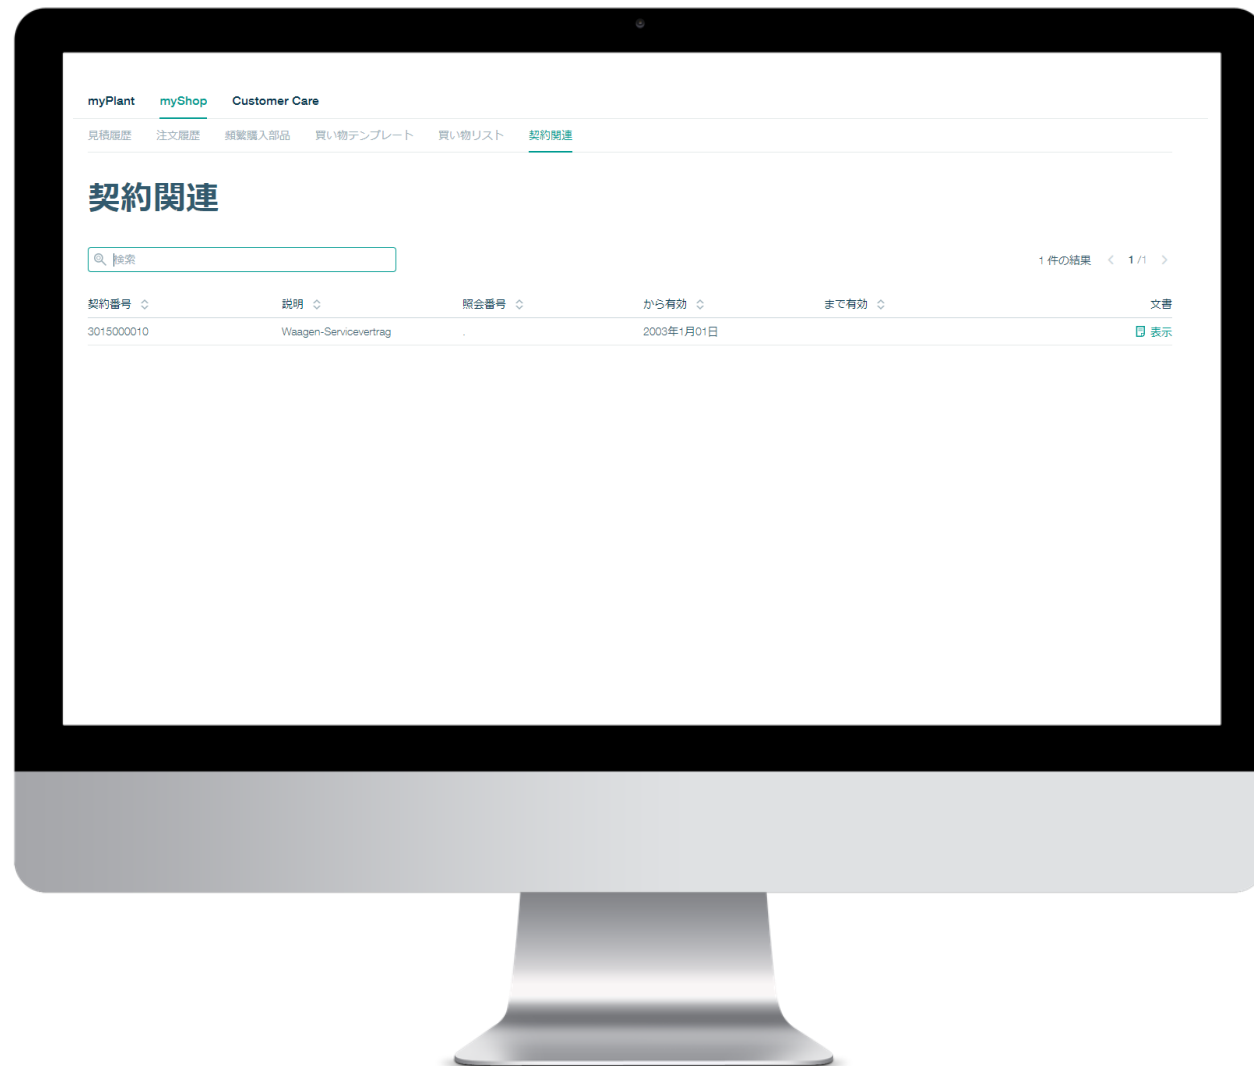 myPlant myShop Customer Care
見積履歴 注文履歴 頻繁購入部品 買い物テンプレート 買い物リスト 契約関連
契約関連
検索
1 件の結果 1 /1
契約番号 説明 照会番号 から有効 まで有効 文書
3015000010 Waagen-Servicevertrag . 2003年1月01日 表示